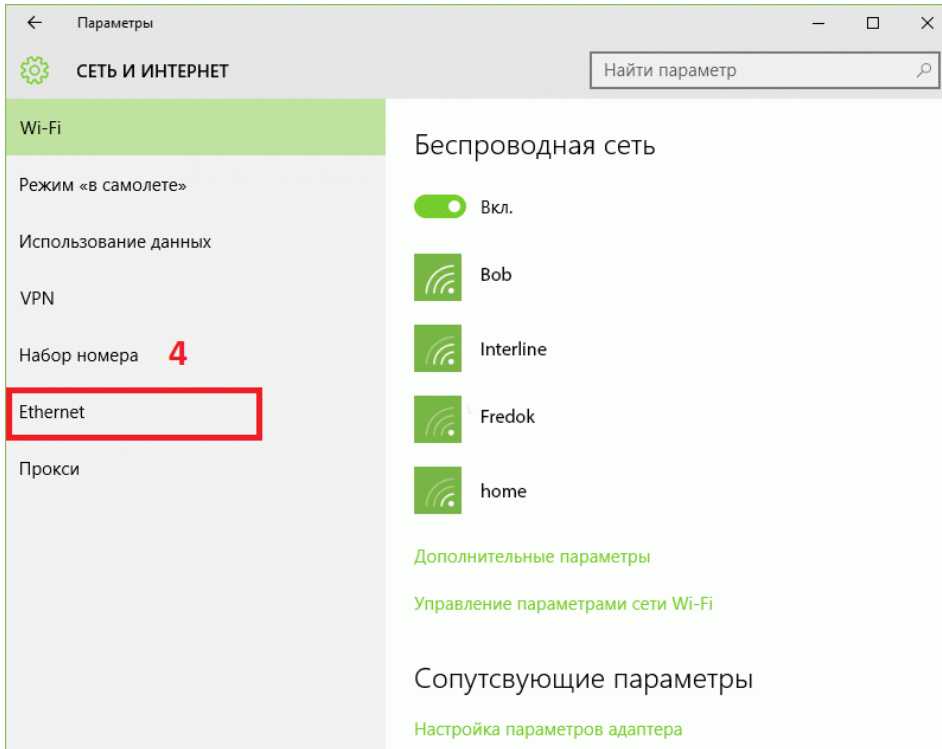 Параметры
СЕТЬ И ИНТЕРНЕТ
Найти параметр
Wi-Fi
Режим «в самолете»
Использование данных
VPN
Набор номера 4
Ethernet
Прокси
Беспроводная сеть
Вкл.
Bob
Interline
Fredok
home
Дополнительные параметры
Управление параметрами сети Wi-Fi
Сопутсвующие параметры
Настройка параметров адаптера